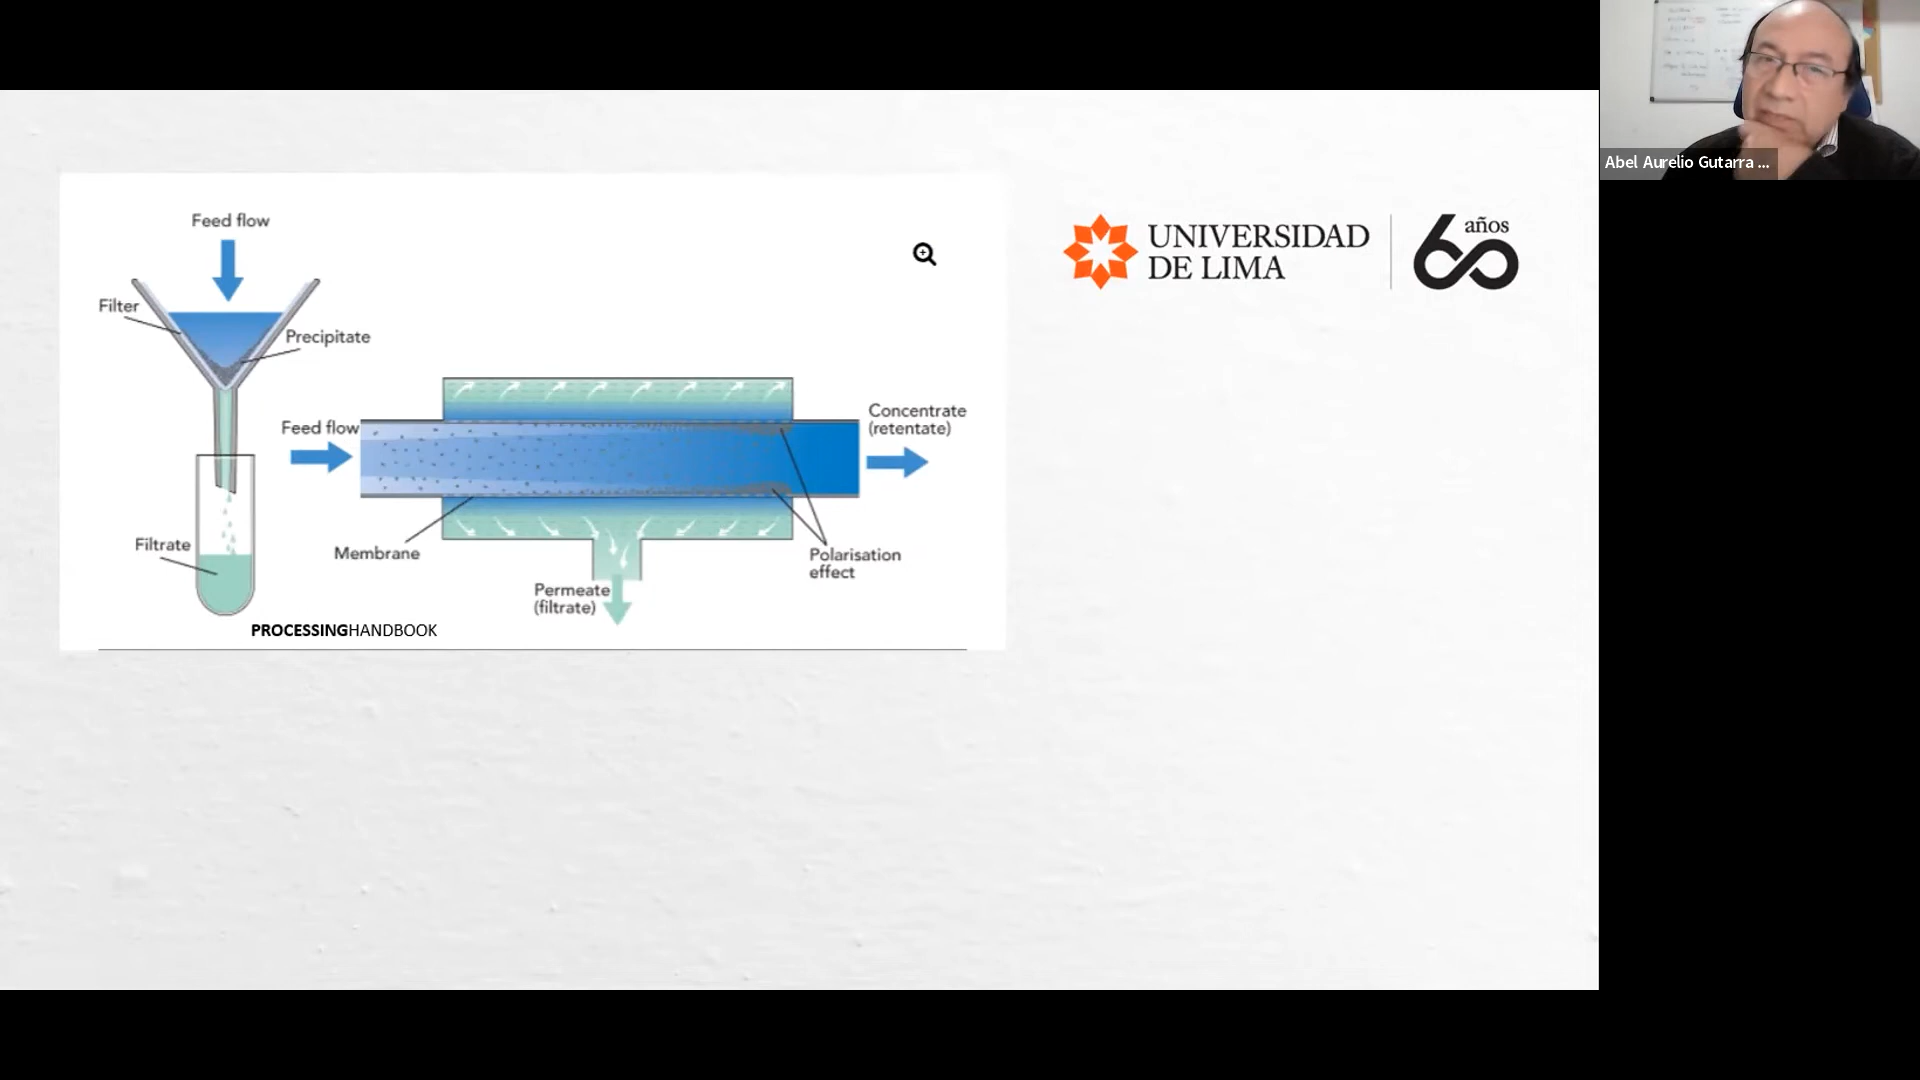 Feed flow
Filter
Precipitate
Feed flow
Concentrate
(retentate)
Filtrate
Membrane
Polarisation
effect
Permeate
(filtrate)
PROCESSINGHANDBOOK
UNIVERSIDAD
DE LIMA
60 años
Abel Aurelio Gutarra ...